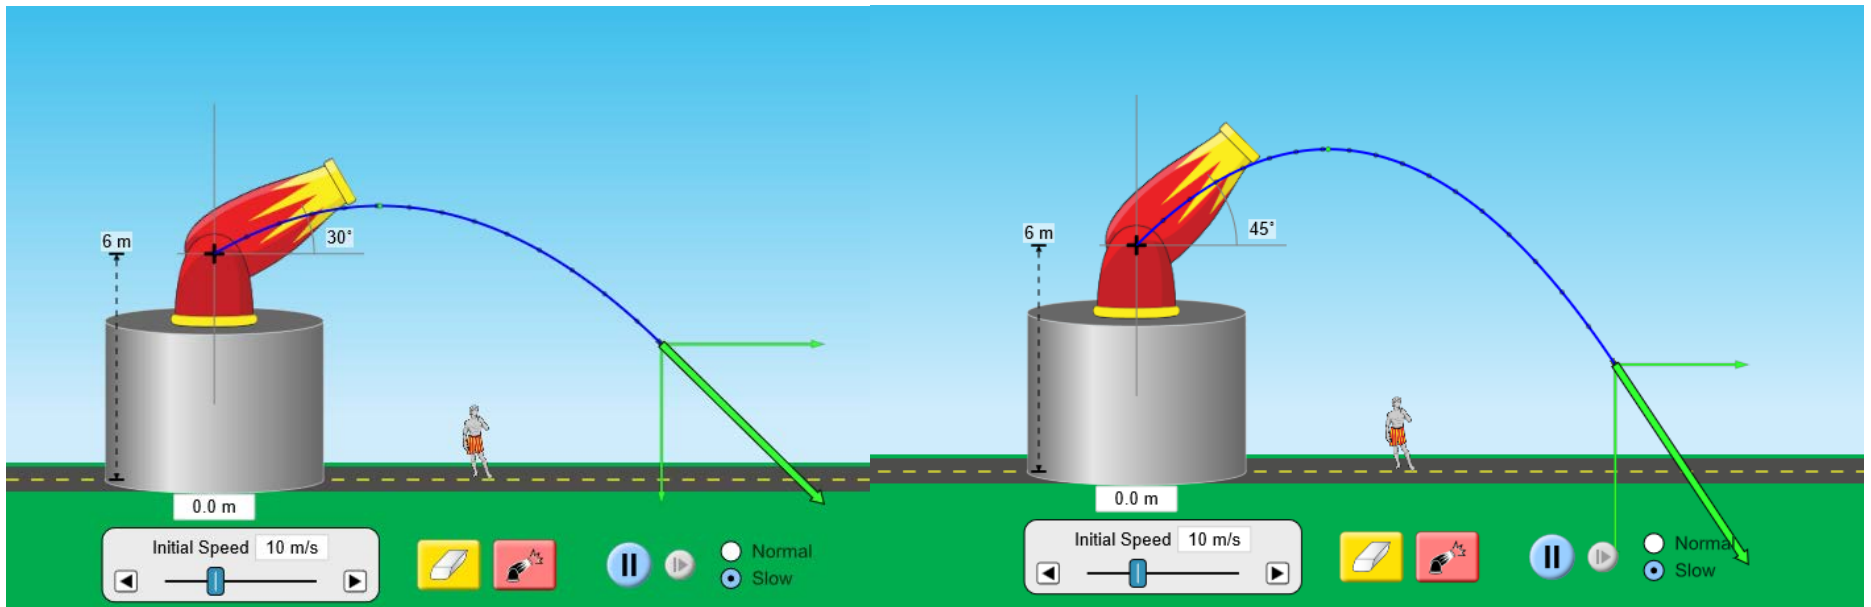 6 m
30°
0.0 m
Initial Speed 10 m/s
Normal
Slow
6 m
45°
0.0 m
Initial Speed 10 m/s
Normal
Slow